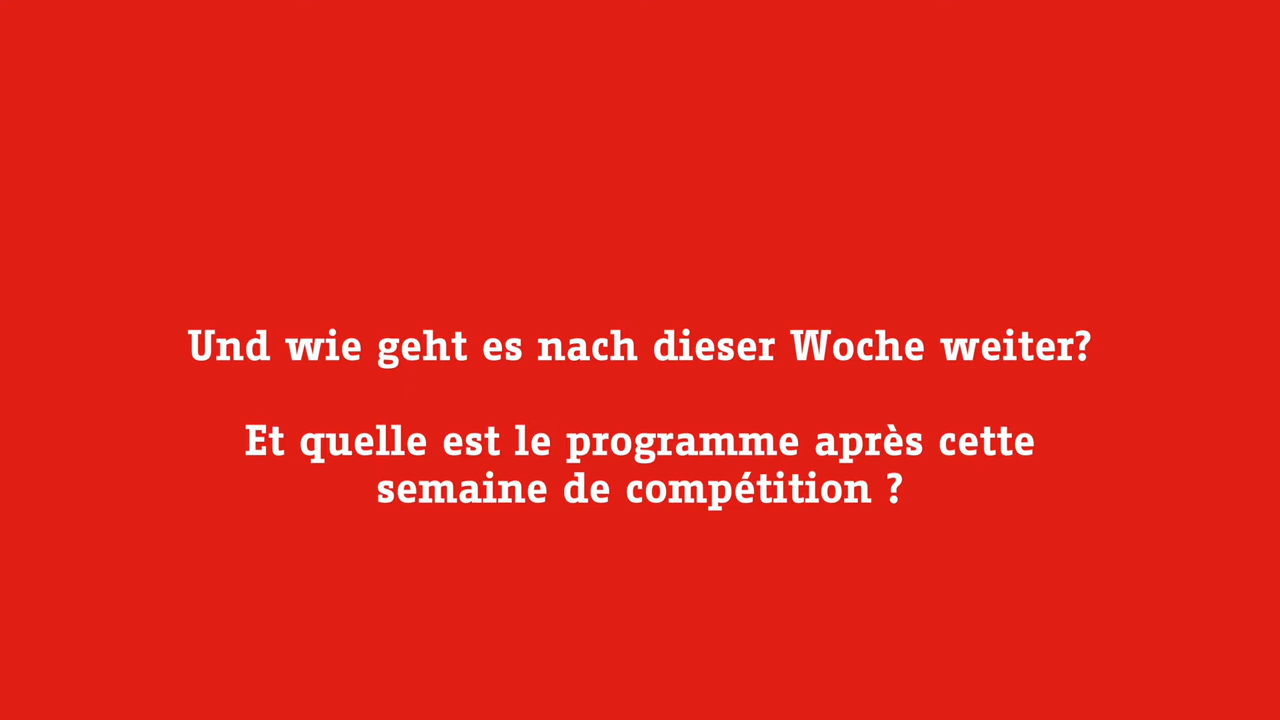 Und wie geht es nach dieser Woche weiter?
Et quelle est le programme après cette
semaine de compétition ?